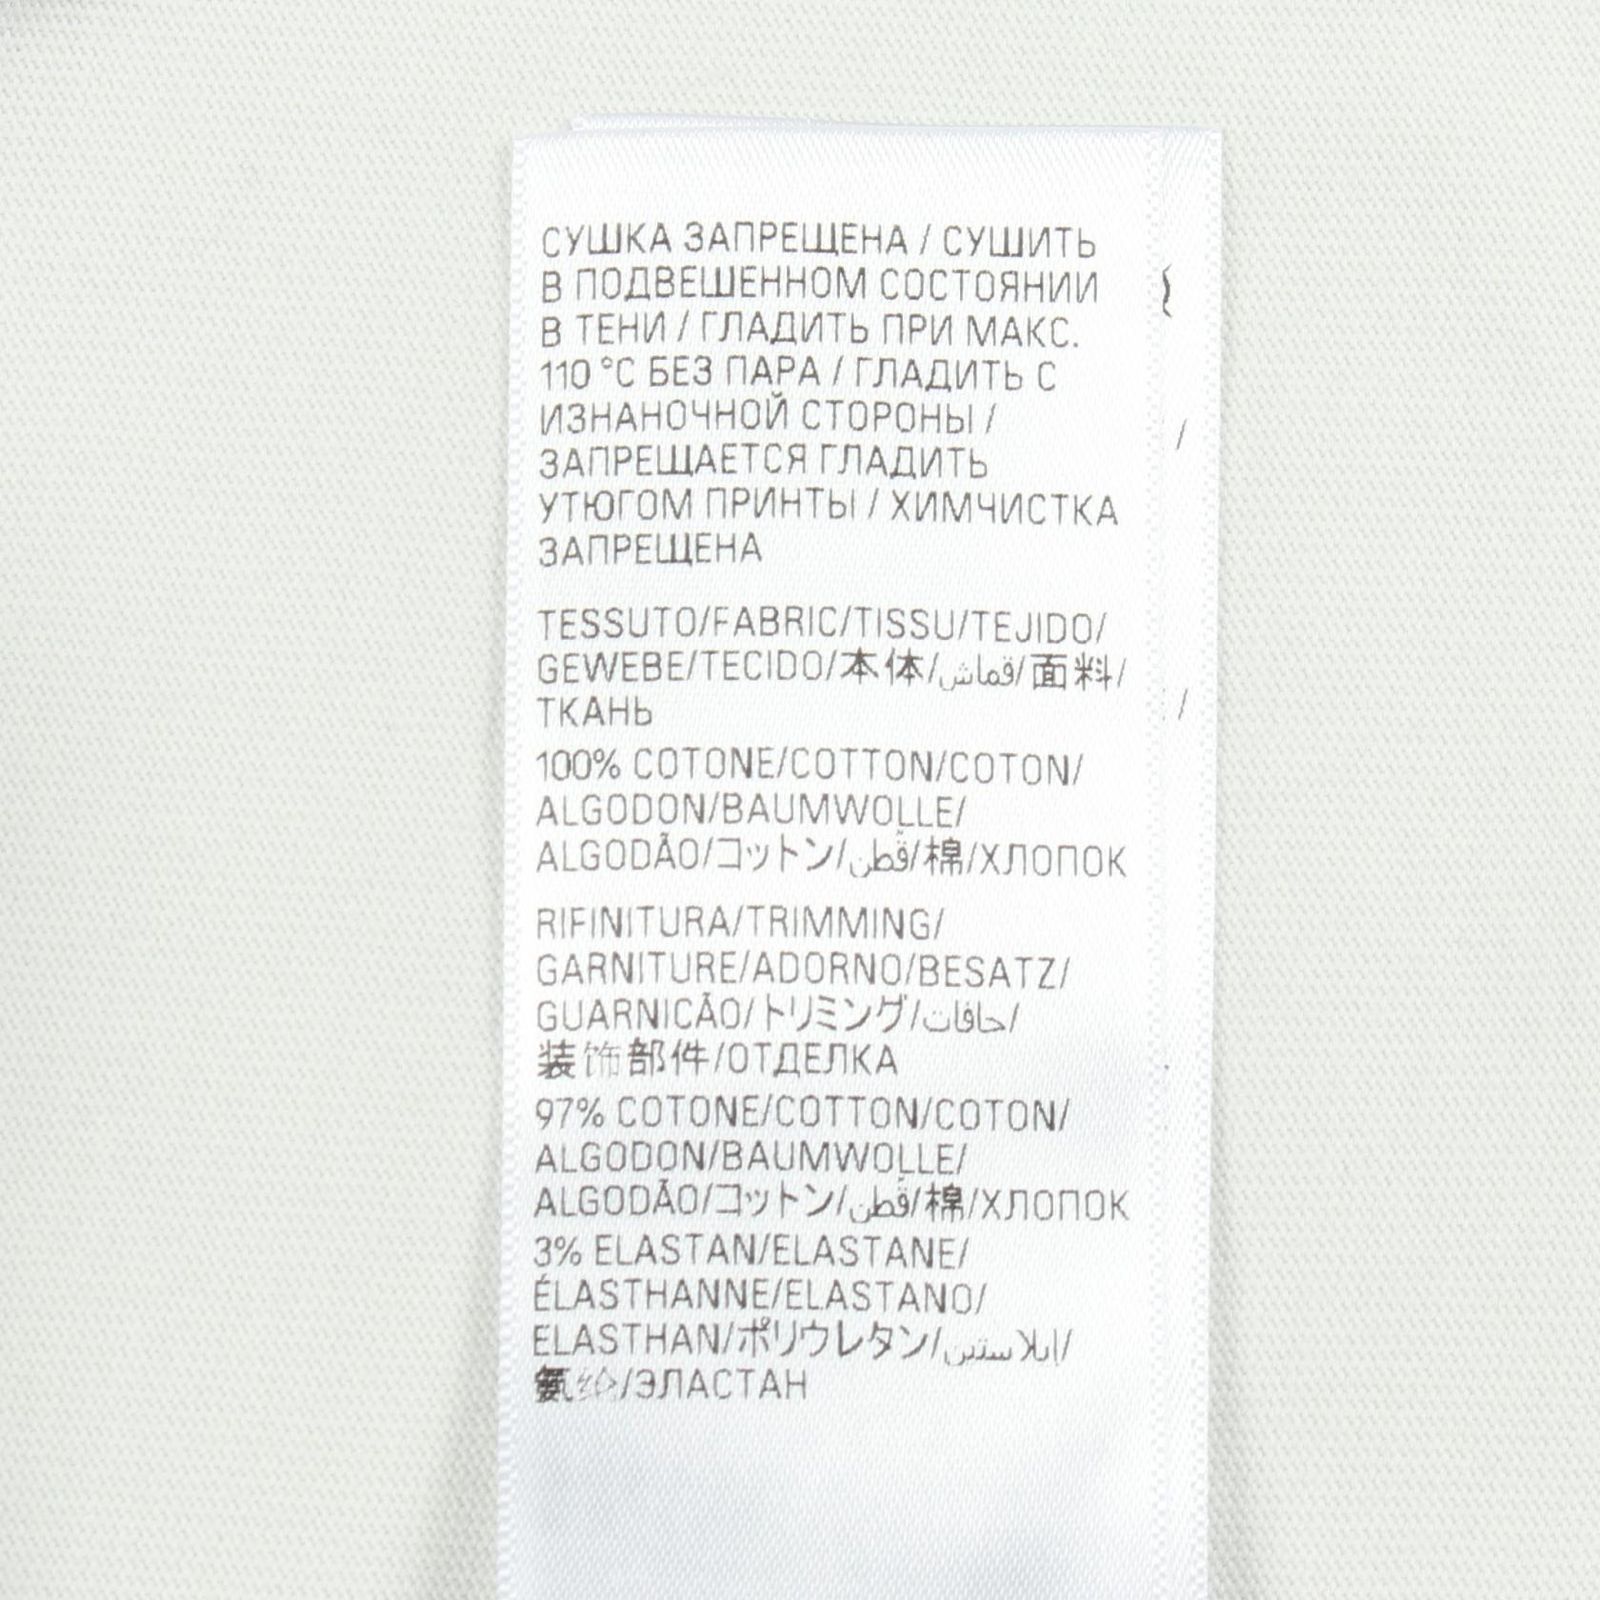 СУШКА ЗАПРЕЩЕНА / СУШИТЬ
В ПОДВЕШЕННОМ СОСТОЯНИИ
В ТЕНИ / ГЛАДИТЬ ПРИ МАКС.
110 °C БЕЗ ПАРА / ГЛАДИТЬ С
ИЗНАНОЧНОЙ СТОРОНЫ /
ЗАПРЕЩАЕТСЯ ГЛАДИТЬ
УТЮГОМ ПРИНТЫ / ХИМЧИСТКА
ЗАПРЕЩЕНА
TESSUTO/FABRIC/TISSU/TEJIDO/
GEWEBE/TECIDO/本体/قماش/面料/
ТКАНЬ
100% COTONE/COTTON/COTON/
ALGODON/BAUMWOLLE/
ALGODÃO/コットン/قطن/棉/ХЛОПОК
RIFINITURA/TRIMMING/
GARNITURE/ADORNO/BESATZ/
GUARNICÃO/トリミング/حافات/
装饰部件/ОТДЕЛКА
97% COTONE/COTTON/COTON/
ALGODON/BAUMWOLLE/
ALGODÃO/コットン/قطن/棉/ХЛОПОК
3% ELASTAN/ELASTANE/
ÉLASTHANNE/ELASTANO/
ELASTHAN/ポリウレタン/إيلاستين/
氨纶/ЭЛАСТАН